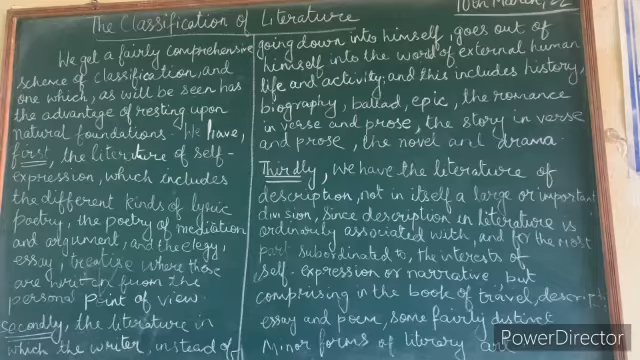 The Classification of Literature
10th March, 22
We get a fairly comprehensive
scheme of classification, and
one which, as will be seen has
the advantage of resting upon
natural foundations. We have,
first, the literature of self-
expression, which includes
the different kinds of lyric
poetry, the poetry of meditation
and argument, and the elegy,
essay, treatise where these
are written from the
personal point of view.
Secondly, the literature in
which the writer, instead of
going down into himself, goes out of
himself into the world of external human
life and activity; and this includes history,
biography, ballad, epic, the romance
in verse and prose, the story in verse
and prose, the novel and drama.
Thirdly, we have the literature of
description, not in itself a large or important
division, since description in literature is
ordinarily associated with, and for the most
part subordinated to, the interests of
self-expression or narrative, but
comprising in the book of travel, descript
essay and poem, some fairly distinct
Minor forms of literary
PowerDirector